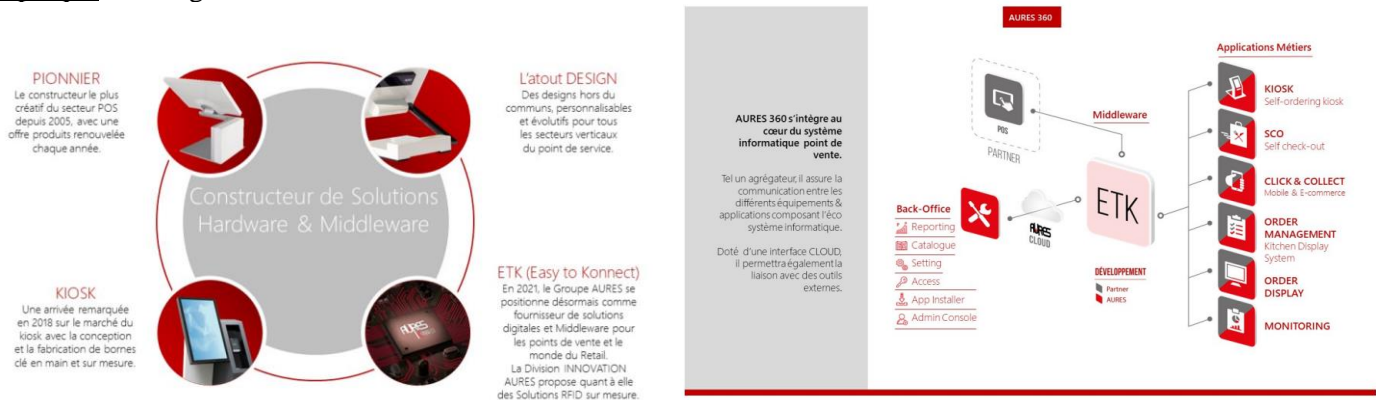 PIONNIER
Le constructeur le plus
créatif du secteur POS
depuis 2005, avec une
offre produits renouvelée
chaque année.
L'atout DESIGN
Des designs hors du
communs, personnalisables
et évolutifs pour tous
les secteurs verticaux
du point de service.
Constructeur de Solutions
Hardware & Middleware
KIOSK
Une arrivée remarquée
en 2018 sur le marché du
kiosk avec la conception
et la fabrication de bornes
clé en main et sur mesure.
ETK (Easy to Konnect)
En 2021, le Groupe AURES se
positionne désormais comme
fournisseur de solutions
digitales et Middleware pour
les points de vente et le
monde du Retail.
La Division INNOVATION
AURES propose quant à elle
des Solutions RFID sur mesure.
AURES
AURES 360
AURES 360 s'intègre au
cœur du système
informatique point de
vente.
Tel un agrégateur, il assure la
communication entre les
différents équipements &
applications composant l'éco
système informatique.
Doté d'une interface CLOUD,
il permettra également la
liaison avec des outils
externes.
POS
PARTNER
Middleware
ETK
AURES
CLOUD
Back-Office
Reporting
Catalogue
Setting
Access
App Installer
Admin Console
DÉVELOPPEMENT
Partner
AURES
Applications Métiers
KIOSK
Self-ordering kiosk
SCO
Self check-out
CLICK & COLLECT
Mobile & E-commerce
ORDER
MANAGEMENT
Kitchen Display
System
ORDER
DISPLAY
MONITORING